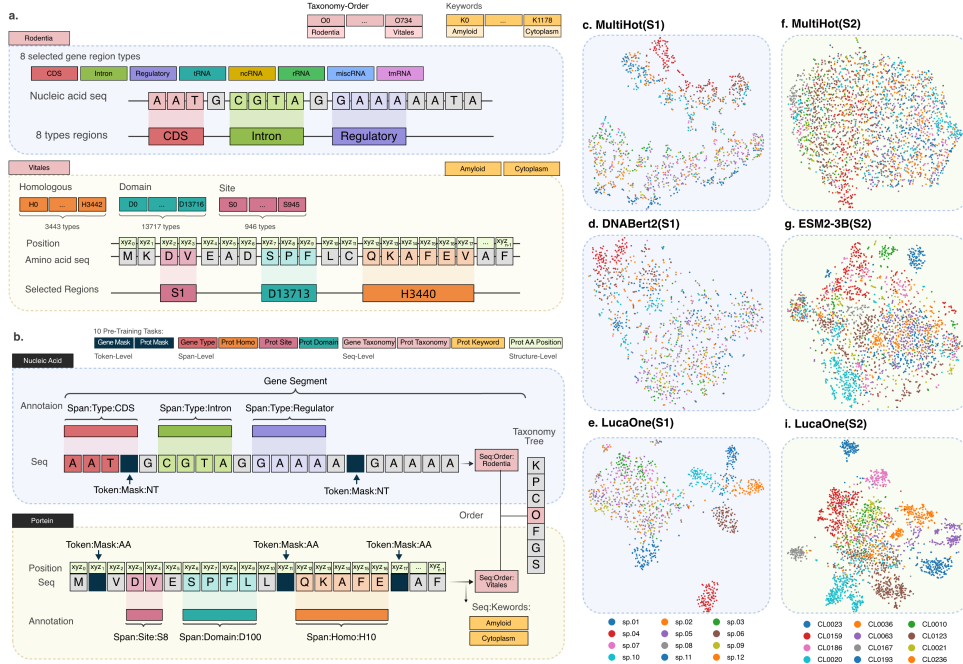 a.
Taxonomy-Order
O0 ... O734
Rodentia Vitales
Keywords
K0 ... K1178
Amyloid Cytoplasm
Rodentia
8 selected gene region types
CDS Intron Regulatory tRNA ncRNA rRNA miscRNA tmRNA
Nucleic acid seq
A A T G C G T A G G A A A A A T A
8 types regions
CDS Intron Regulatory
Vitales
Amyloid Cytoplasm
Homologous Domain Site
H0 ... H3442 D0 ... D13716 S0 ... S945
3443 types 13717 types 946 types
Position
Amino acid seq
M K D V E A D S P F L C Q K A F E V A F
Selected Regions
S1 D13713 H3440
b.
10 Pre-Training Tasks:
Gene Mask Prot Mask Gene Type Prot Homo Prot Site Prot Domain Gene Taxonomy Prot Taxonomy Prot Keyword Prot AA Position
Token-Level Span-Level Seq-Level Structure-Level
Nucleic Acid
Gene Segment
Annotaion
Span:Type:CDS Span:Type:Intron Span:Type:Regulator
Taxonomy
Tree
Seq
A A T G C G T A G G A A A G A A A A
Seq:Order:
Rodentia
Token:Mask:NT Token:Mask:NT
K
P
C
O
F
G
S
Order
Portein
Token:Mask:AA Token:Mask:AA Token:Mask:AA
Position
Seq
M V D V E S P F L L Q K A F E A F
Seq:Order:
Vitales
Annotation
Span:Site:S8 Span:Domain:D100 Span:Homo:H10
Seq:Kewords:
Amyloid
Cytoplasm
c. MultiHot(S1)
f. MultiHot(S2)
d. DNABert2(S1)
g. ESM2-3B(S2)
e. LucaOne(S1)
i. LucaOne(S2)
sp.01 sp.02 sp.03
sp.04 sp.05 sp.06
sp.07 sp.08 sp.09
sp.10 sp.11 sp.12
CL0023 CL0036 CL0010
CL0159 CL0063 CL0123
CL0186 CL0167 CL0021
CL0020 CL0193 CL0236